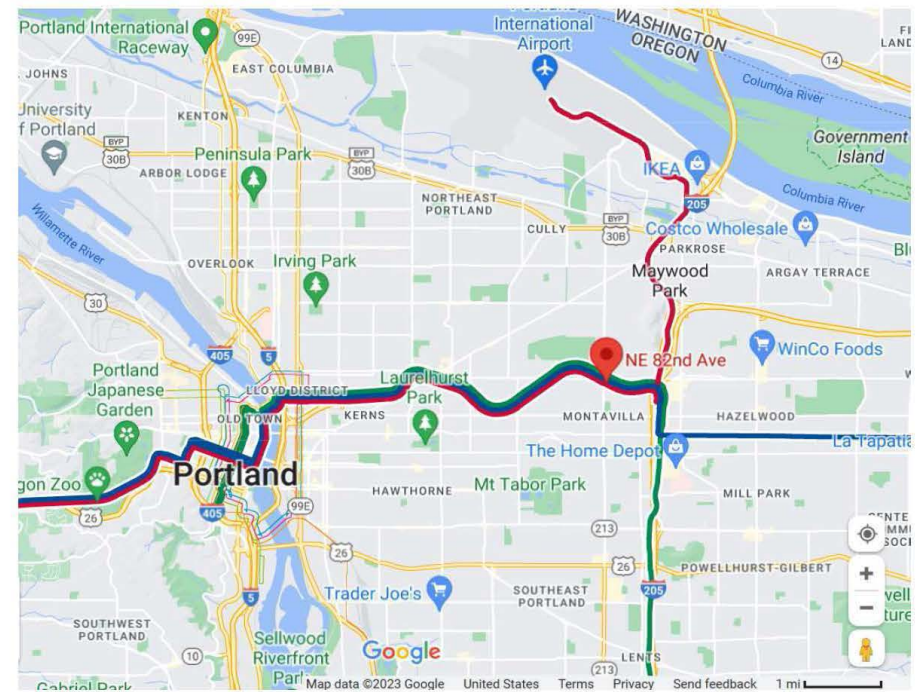 Portland International
Raceway
99E
EAST COLUMBIA
International
Airport
WASHINGTON
OREGON
14
LAND
JOHNS
Columbia River
University
of Portland
KENTON
BYP
30B
BYP
30B
Government
Island
Peninsula Park
ARBOR LODGE
IKEA
205
Columbia River
NORTHEAST
PORTLAND
CULLY
BYP
30B
Costco Wholesale
PARKROSE
Willamette River
OVERLOOK
Irving Park
Maywood
Park
ARGAY TERRACE
30
405
5
NE 82nd Ave
WinCo Foods
Portland
Japanese
Garden
LLOYD DISTRICT
Laurelhurst
Park
OLD TOWN
KERNS
MONTAVILLA
HAZELWOOD
The Home Depot
La Tapatia
Portland
gon Zoo
26
405
99E
HAWTHORNE
Mt Tabor Park
MILL PARK
213
26
26
POWELLHURST-GILBERT
Trader Joe's
SOUTHEAST
PORTLAND
205
5
SOUTHWEST
PORTLAND
Sellwood
Riverfront
Park
10
Google
LENTS
213
Gabriel Park
Map data ©2023 Google United States Terms Privacy Send feedback 1 mi